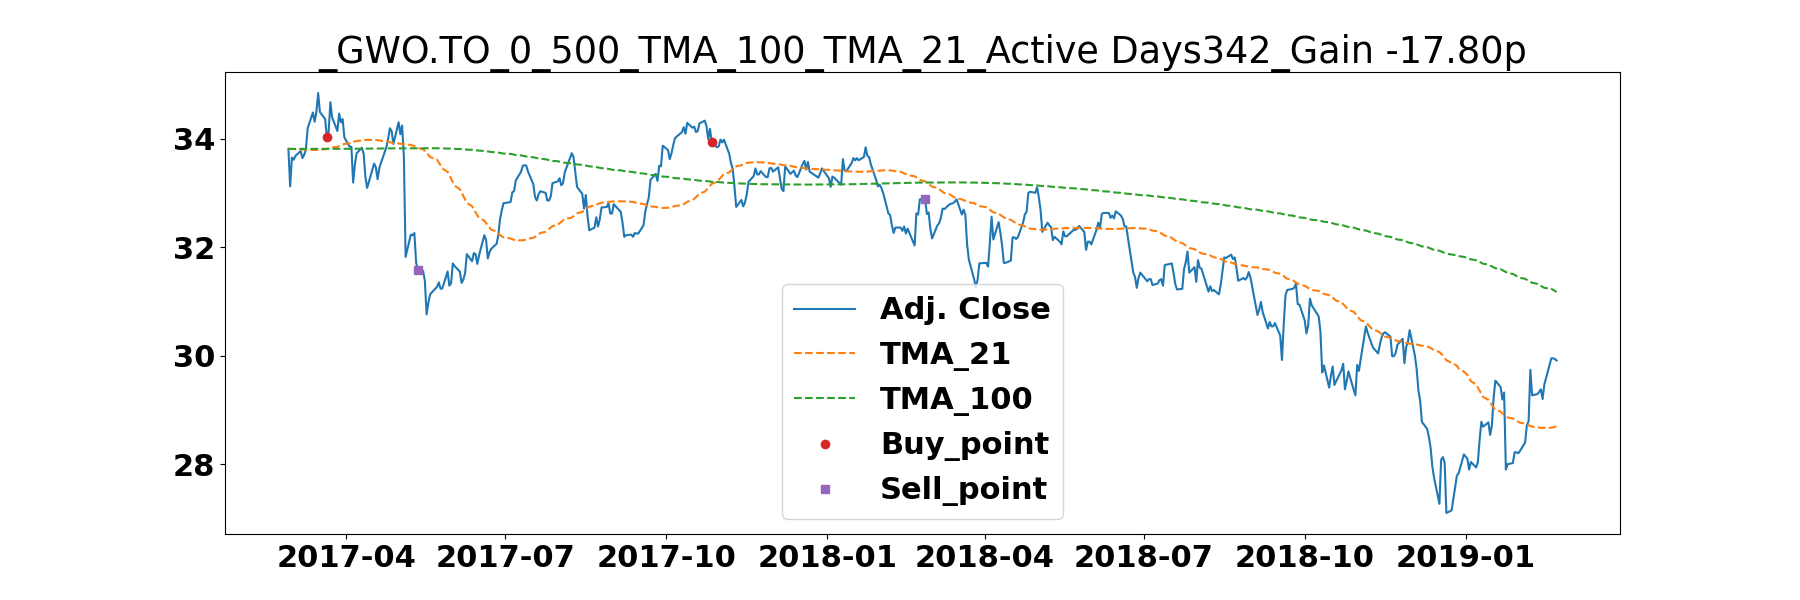 _GWO.TO_0_500_TMA_100_TMA_21_Active Days342_Gain -17.80p
34
32
30
28
Adj. Close
TMA_21
TMA_100
Buy_point
Sell_point
2017-04 2017-07 2017-10 2018-01 2018-04 2018-07 2018-10 2019-01